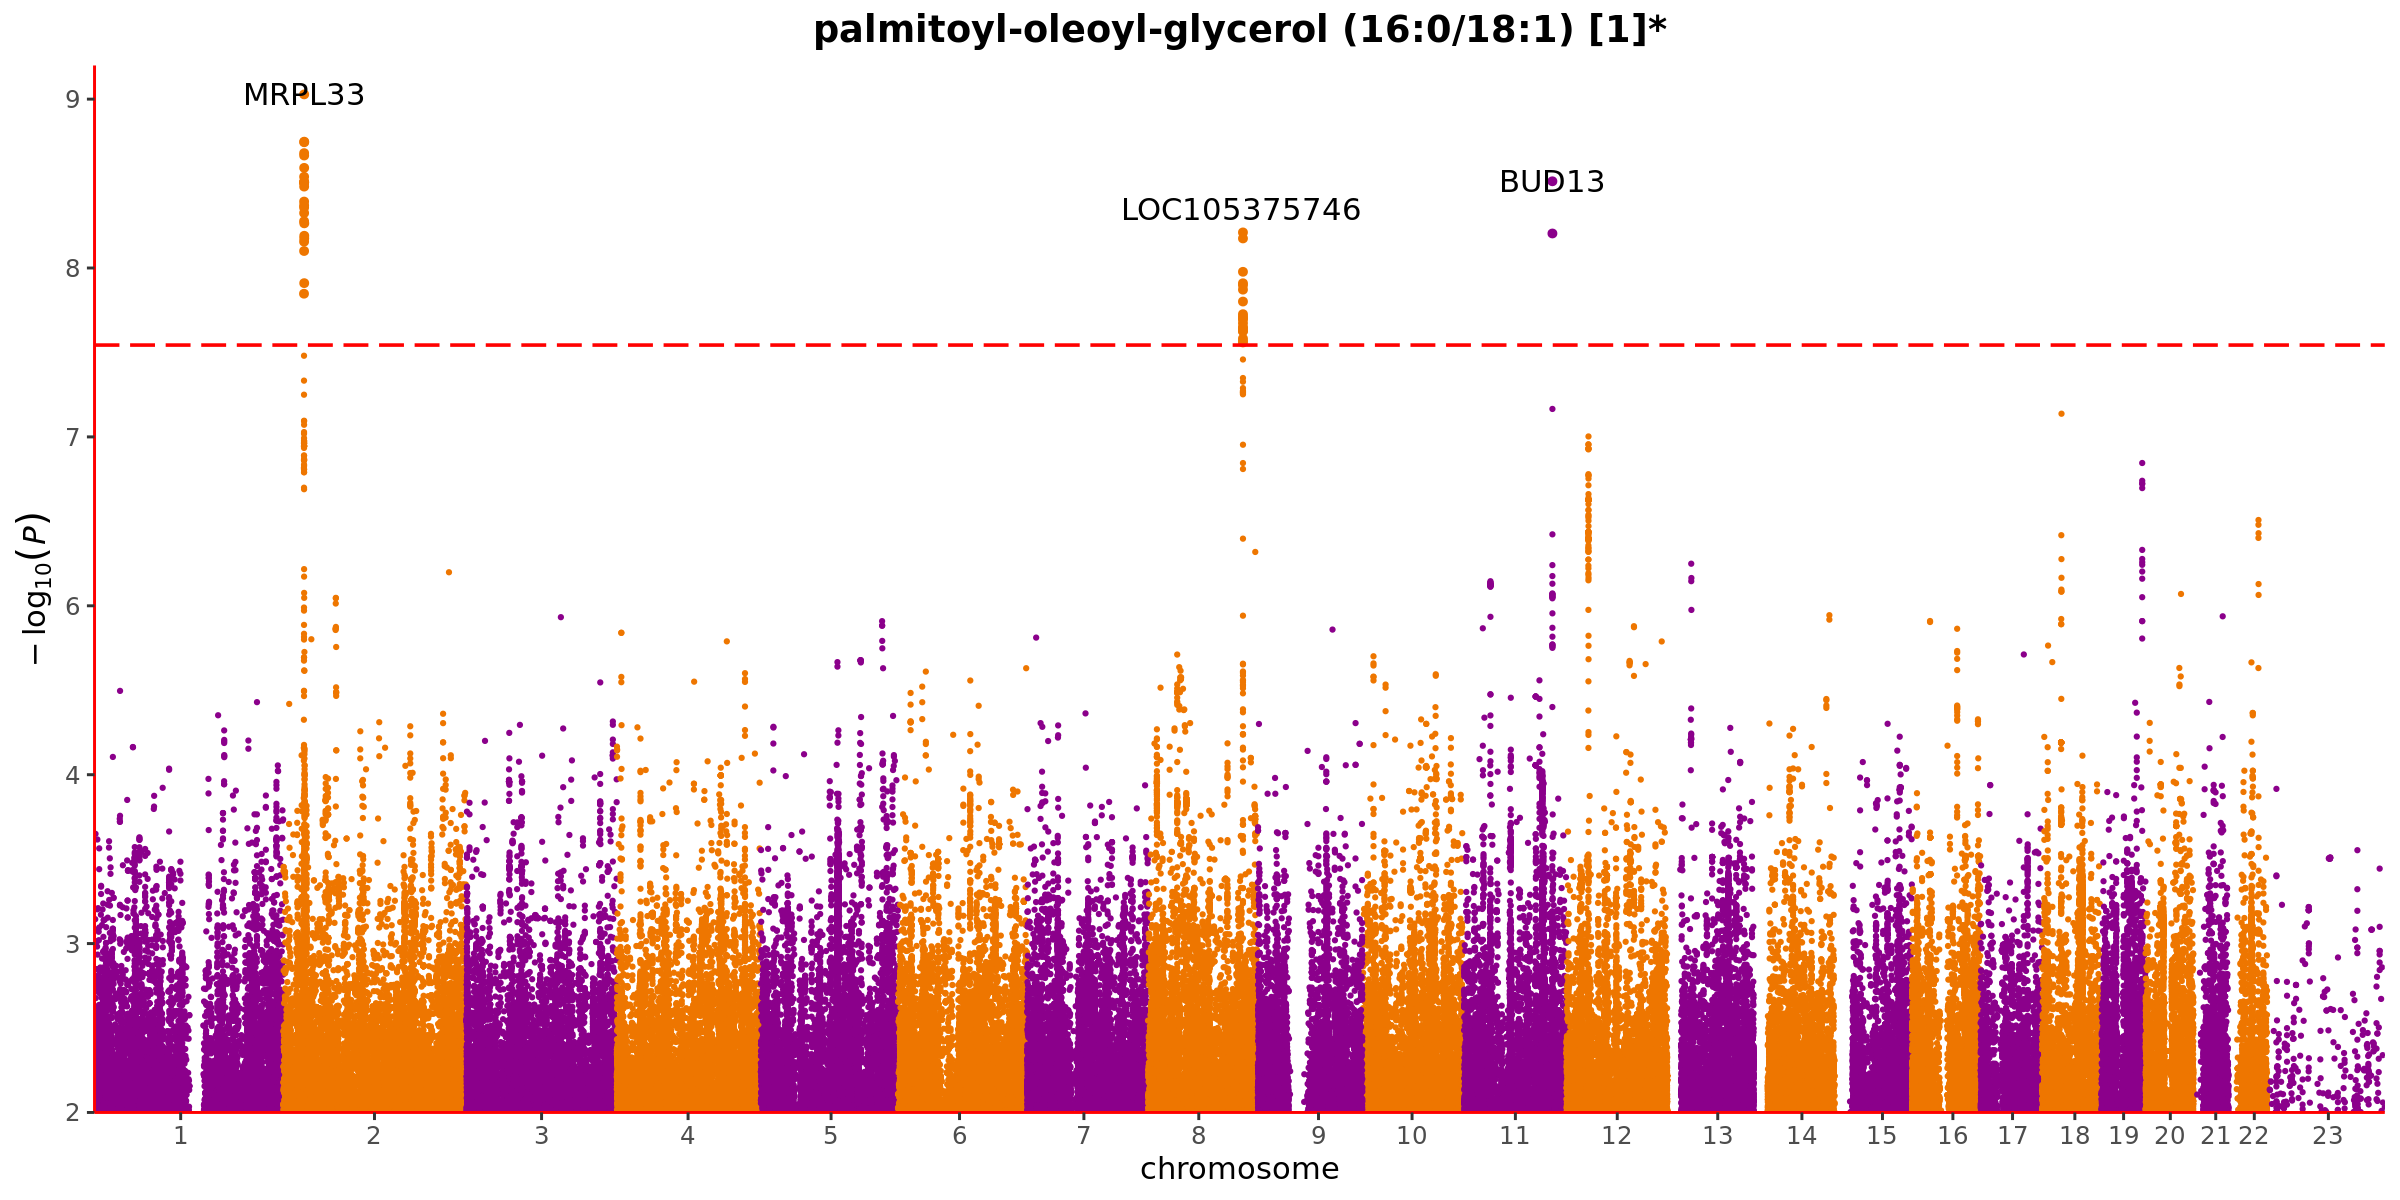 palmitoyl-oleoyl-glycerol (16:0/18:1) [1]*
MRPL33
BUD13
LOC105375746
9
8
7
6
5
4
3
2
− log10(P)
1 2 3 4 5 6 7 8 9 10 11 12 13 14 15 16 17 18 19 20 21 22 23
chromosome